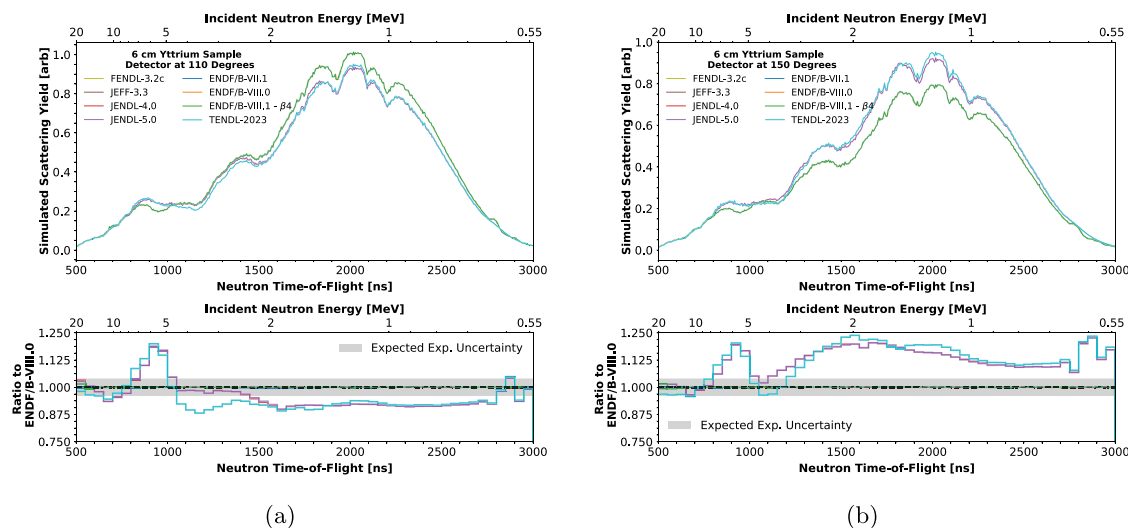 Incident Neutron Energy [MeV]
20 10 5 2 1 0.55
6 cm Yttrium Sample
Detector at 110 Degrees
FENDL-3.2c ENDF/B-VII.1
JEFF-3.3 ENDF/B-VIII.0
JENDL-4.0 ENDF/B-VIII.1 - β4
JENDL-5.0 TENDL-2023
Simulated Scattering Yield [arb]
1.0
0.8
0.6
0.4
0.2
0.0
500 1000 1500 2000 2500 3000
Neutron Time-of-Flight [ns]
Incident Neutron Energy [MeV]
20 10 5 2 1 0.55
Expected Exp. Uncertainty
Ratio to
ENDF/B-VIII.0
1.250
1.125
1.000
0.875
0.750
500 1000 1500 2000 2500 3000
Neutron Time-of-Flight [ns]
(a)
Incident Neutron Energy [MeV]
20 10 5 2 1 0.55
6 cm Yttrium Sample
Detector at 150 Degrees
FENDL-3.2c ENDF/B-VII.1
JEFF-3.3 ENDF/B-VIII.0
JENDL-4.0 ENDF/B-VIII.1 - β4
JENDL-5.0 TENDL-2023
Simulated Scattering Yield [arb]
1.0
0.8
0.6
0.4
0.2
0.0
500 1000 1500 2000 2500 3000
Neutron Time-of-Flight [ns]
Incident Neutron Energy [MeV]
20 10 5 2 1 0.55
Expected Exp. Uncertainty
Ratio to
ENDF/B-VIII.0
1.250
1.125
1.000
0.875
0.750
500 1000 1500 2000 2500 3000
Neutron Time-of-Flight [ns]
(b)